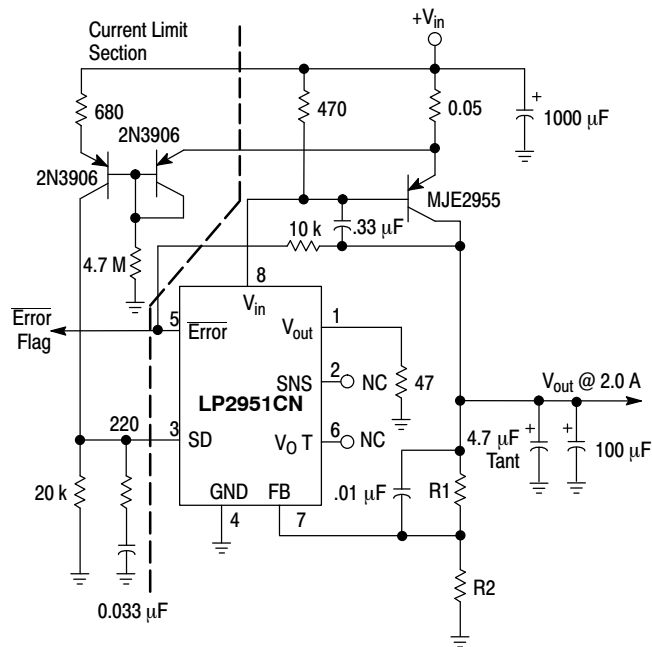 Current Limit
Section
+Vin
680
470
0.05
+
1000 µF
2N3906
2N3906
MJE2955
10 k
.33 µF
4.7 M
8
Vin
Error
Flag
5
Error
Vout
1
SNS
2
NC
47
LP2951CN
Vout @ 2.0 A
220
3
SD
VO T
6
NC
4.7 µF
Tant
+
+
100 µF
20 k
GND
FB
.01 µF
R1
4
7
R2
0.033 µF